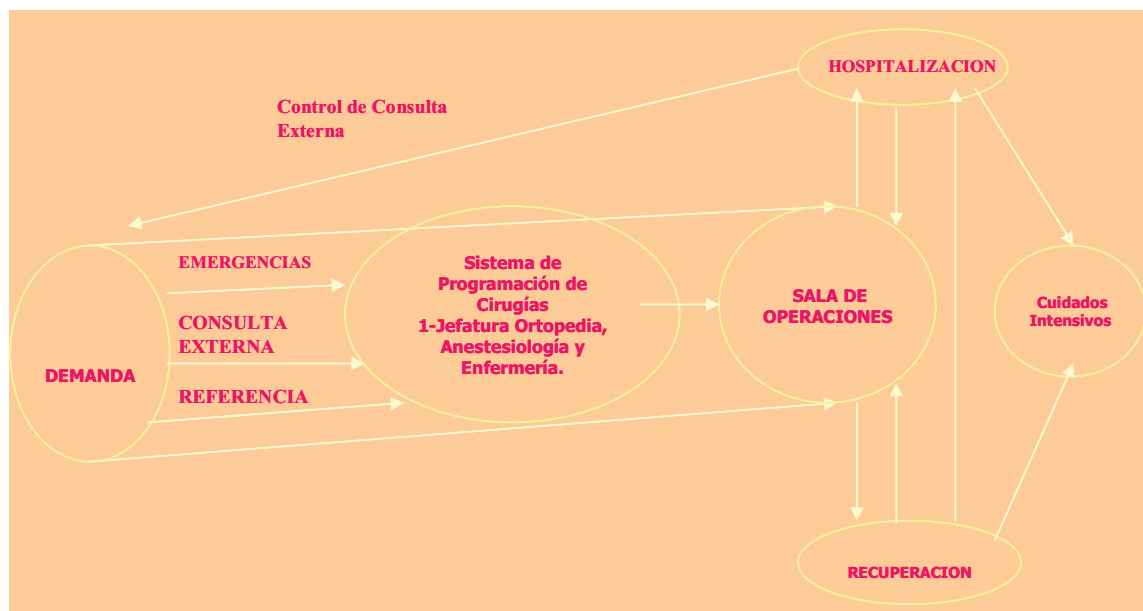 HOSPITALIZACION
Control de Consulta
Externa
EMERGENCIAS
CONSULTA
EXTERNA
REFERENCIA
DEMANDA
Sistema de
Programación de
Cirugías
1-Jefatura Ortopedia,
Anestesiología y
Enfermería.
SALA DE
OPERACIONES
Cuidados
Intensivos
RECUPERACION